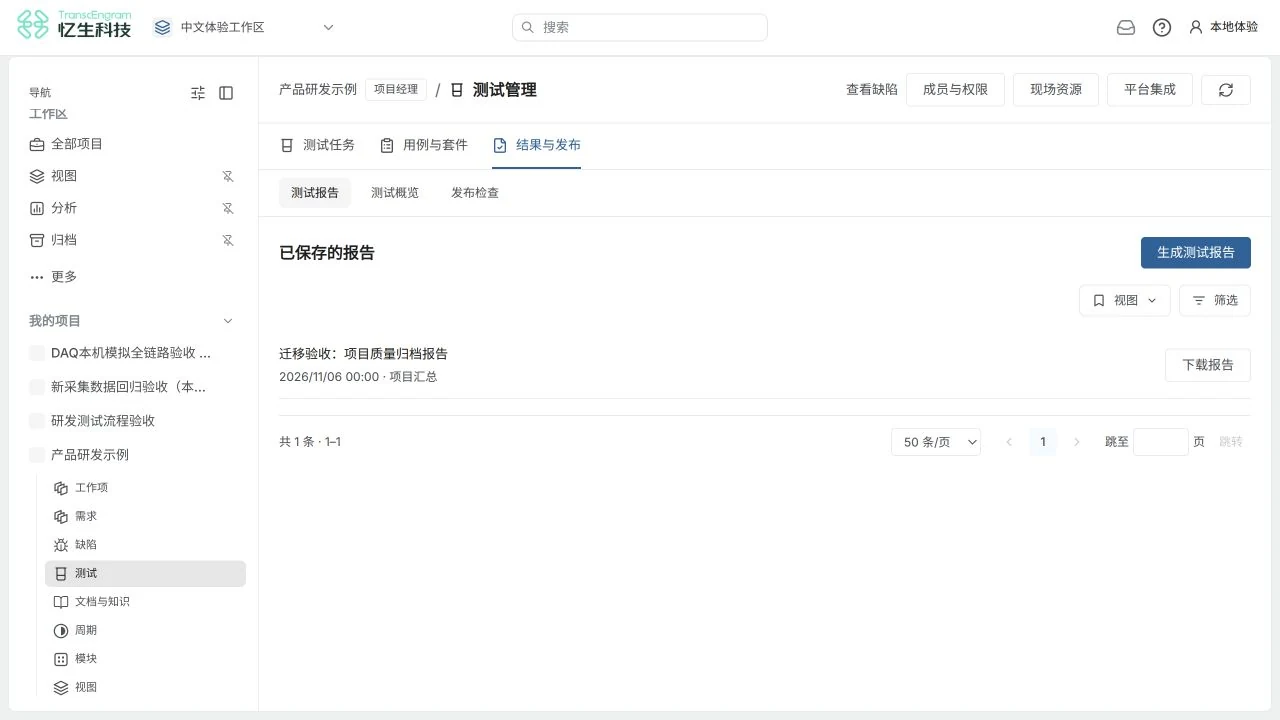 TranscEngram
忆生科技
中文体验工作区
搜索
本地体验
导航
工作区
全部项目
视图
分析
归档
更多
我的项目
DAQ本机模拟全链路验收 ...
新采集数据回归验收（本...
研发测试流程验收
产品研发示例
工作项
需求
缺陷
测试
文档与知识
周期
模块
视图
产品研发示例 项目经理 / 测试管理
查看缺陷 成员与权限 现场资源 平台集成
测试任务 用例与套件 结果与发布
测试报告 测试概览 发布检查
已保存的报告
生成测试报告
视图 筛选
迁移验收：项目质量归档报告
2026/11/06 00:00 · 项目汇总
下载报告
共 1 条 · 1–1
50 条/页 1 跳至 页 跳转